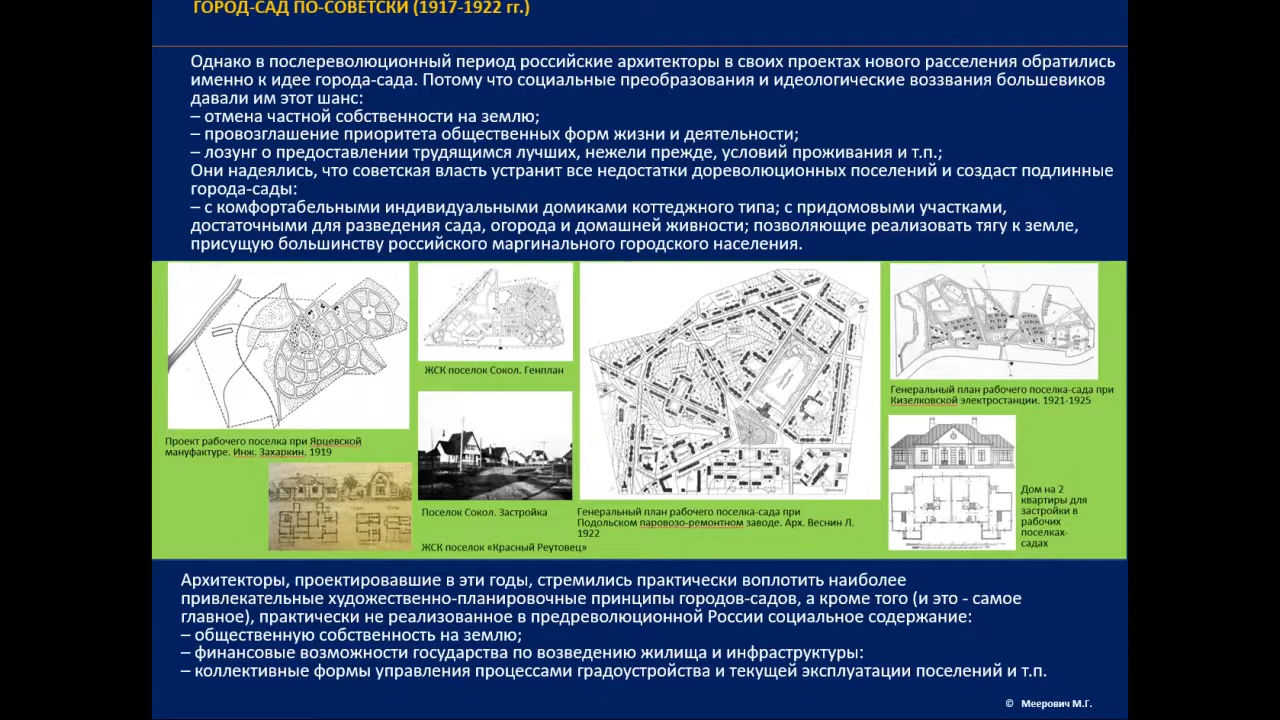 ГОРОД-САД ПО-СОВЕТСКИ (1917-1922 гг.)
Однако в послереволюционный период российские архитекторы в своих проектах нового расселения обратились
именно к идее города-сада. Потому что социальные преобразования и идеологические воззвания большевиков
давали им этот шанс:
– отмена частной собственности на землю;
– провозглашение приоритета общественных форм жизни и деятельности;
– лозунг о предоставлении трудящимся лучших, нежели прежде, условий проживания и т.п.;
Они надеялись, что советская власть устранит все недостатки дореволюционных поселений и создаст подлинные
города-сады:
– с комфортабельными индивидуальными домиками коттеджного типа; с придомовыми участками,
достаточными для разведения сада, огорода и домашней живности; позволяющие реализовать тягу к земле,
присущую большинству российского маргинального городского населения.
Проект рабочего поселка при Ярцевской
мануфактуре. Инж. Захаркин. 1919
ЖСК поселок Сокол. Генплан
Поселок Сокол. Застройка
ЖСК поселок «Красный Реутовец»
Генеральный план рабочего поселка-сада при
Подольском паровозо-ремонтном заводе. Арх. Веснин Л.
1922
Генеральный план рабочего поселка-сада при
Кизелковской электростанции. 1921-1925
Дом на 2
квартиры для
застройки в
рабочих
поселках-
садах
Архитекторы, проектировавшие в эти годы, стремились практически воплотить наиболее
привлекательные художественно-планировочные принципы городов-садов, а кроме того (и это - самое
главное), практически не реализованное в предреволюционной России социальное содержание:
– общественную собственность на землю;
– финансовые возможности государства по возведению жилища и инфраструктуры:
– коллективные формы управления процессами градоустройства и текущей эксплуатации поселений и т.п.
© Меерович М.Г.